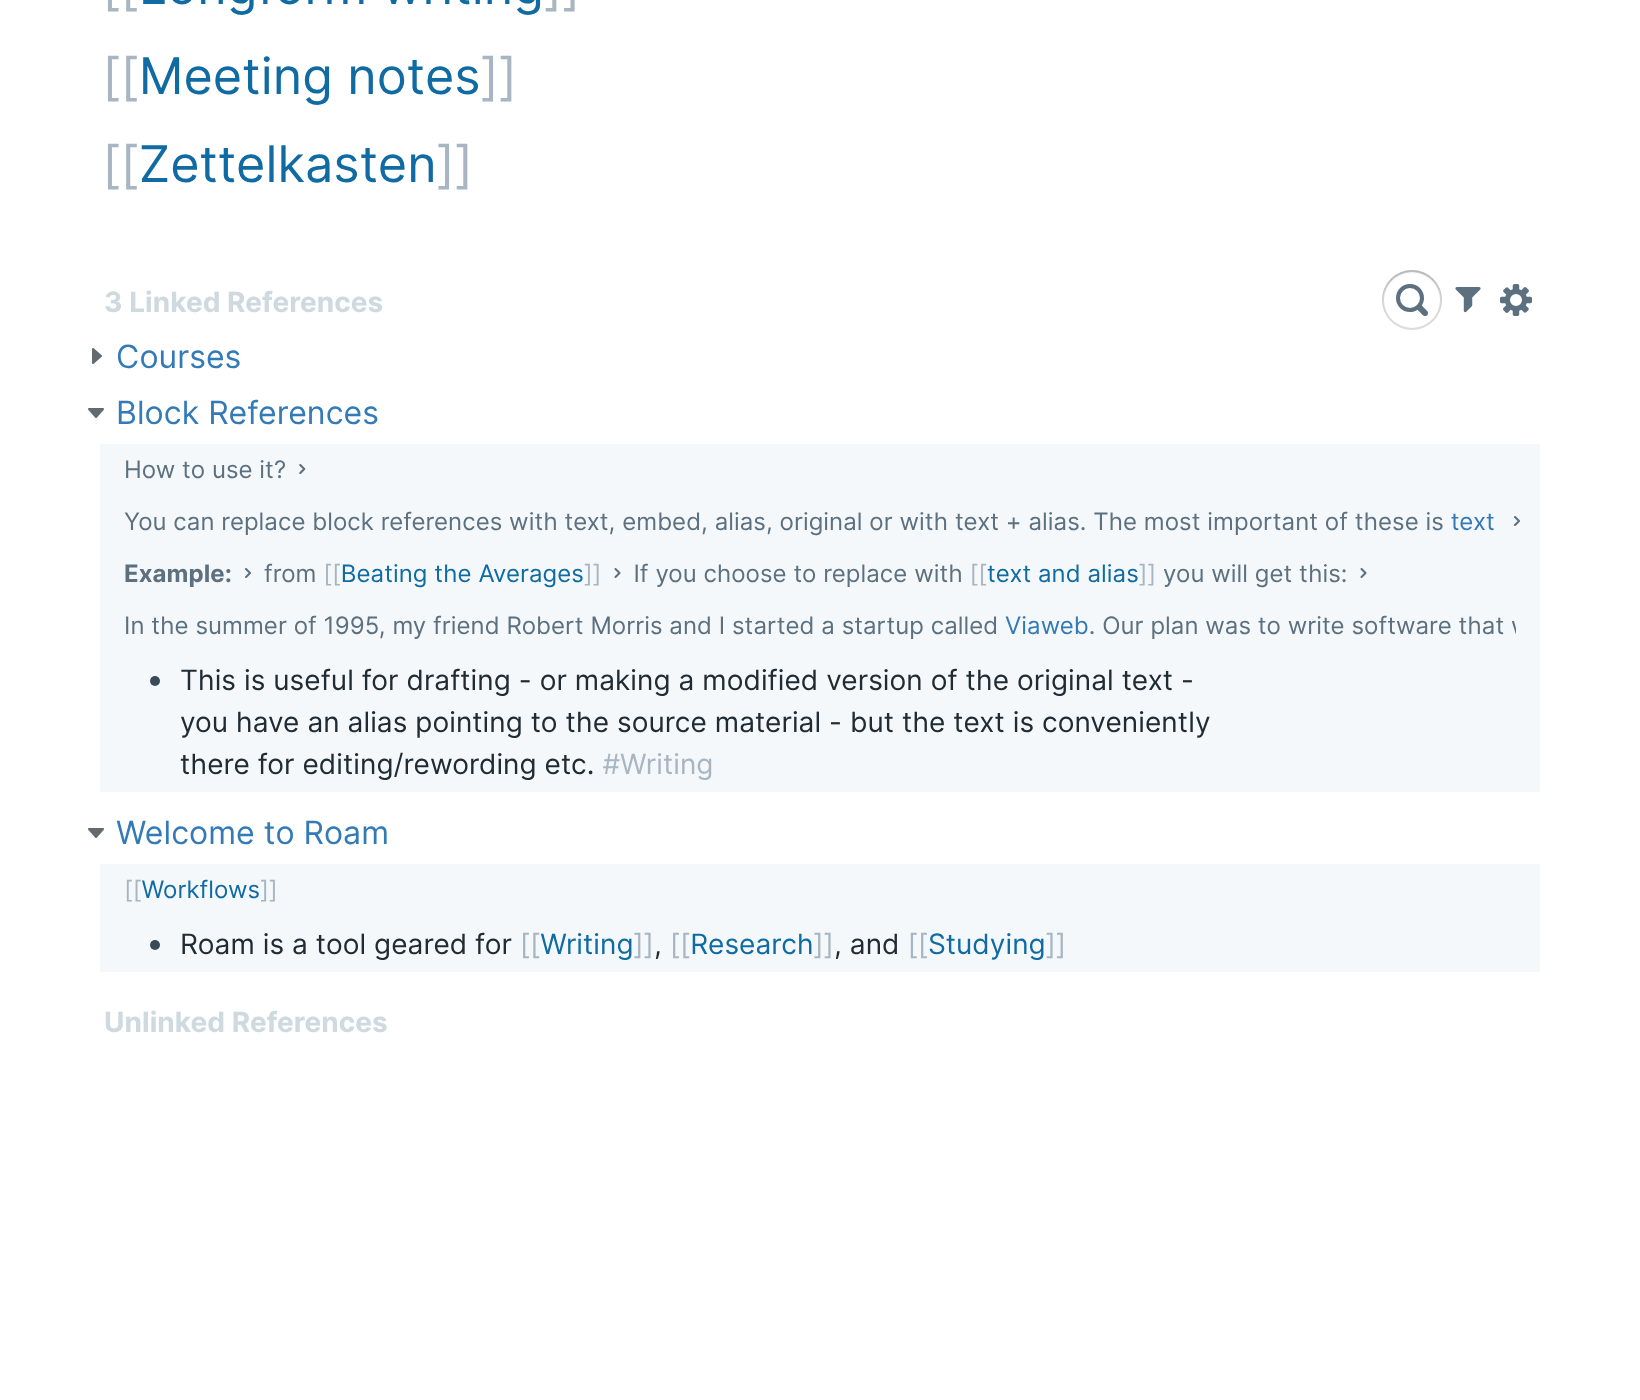 [[Longform writing]]
[[Meeting notes]]
[[Zettelkasten]]
3 Linked References
Courses
Block References
How to use it? ›
You can replace block references with text, embed, alias, original or with text + alias. The most important of these is text ›
Example: › from [[Beating the Averages]] › If you choose to replace with [[text and alias]] you will get this: ›
In the summer of 1995, my friend Robert Morris and I started a startup called Viaweb. Our plan was to write software that
• This is useful for drafting - or making a modified version of the original text -
you have an alias pointing to the source material - but the text is conveniently
there for editing/rewording etc. #Writing
Welcome to Roam
[[Workflows]]
• Roam is a tool geared for [[Writing]], [[Research]], and [[Studying]]
Unlinked References